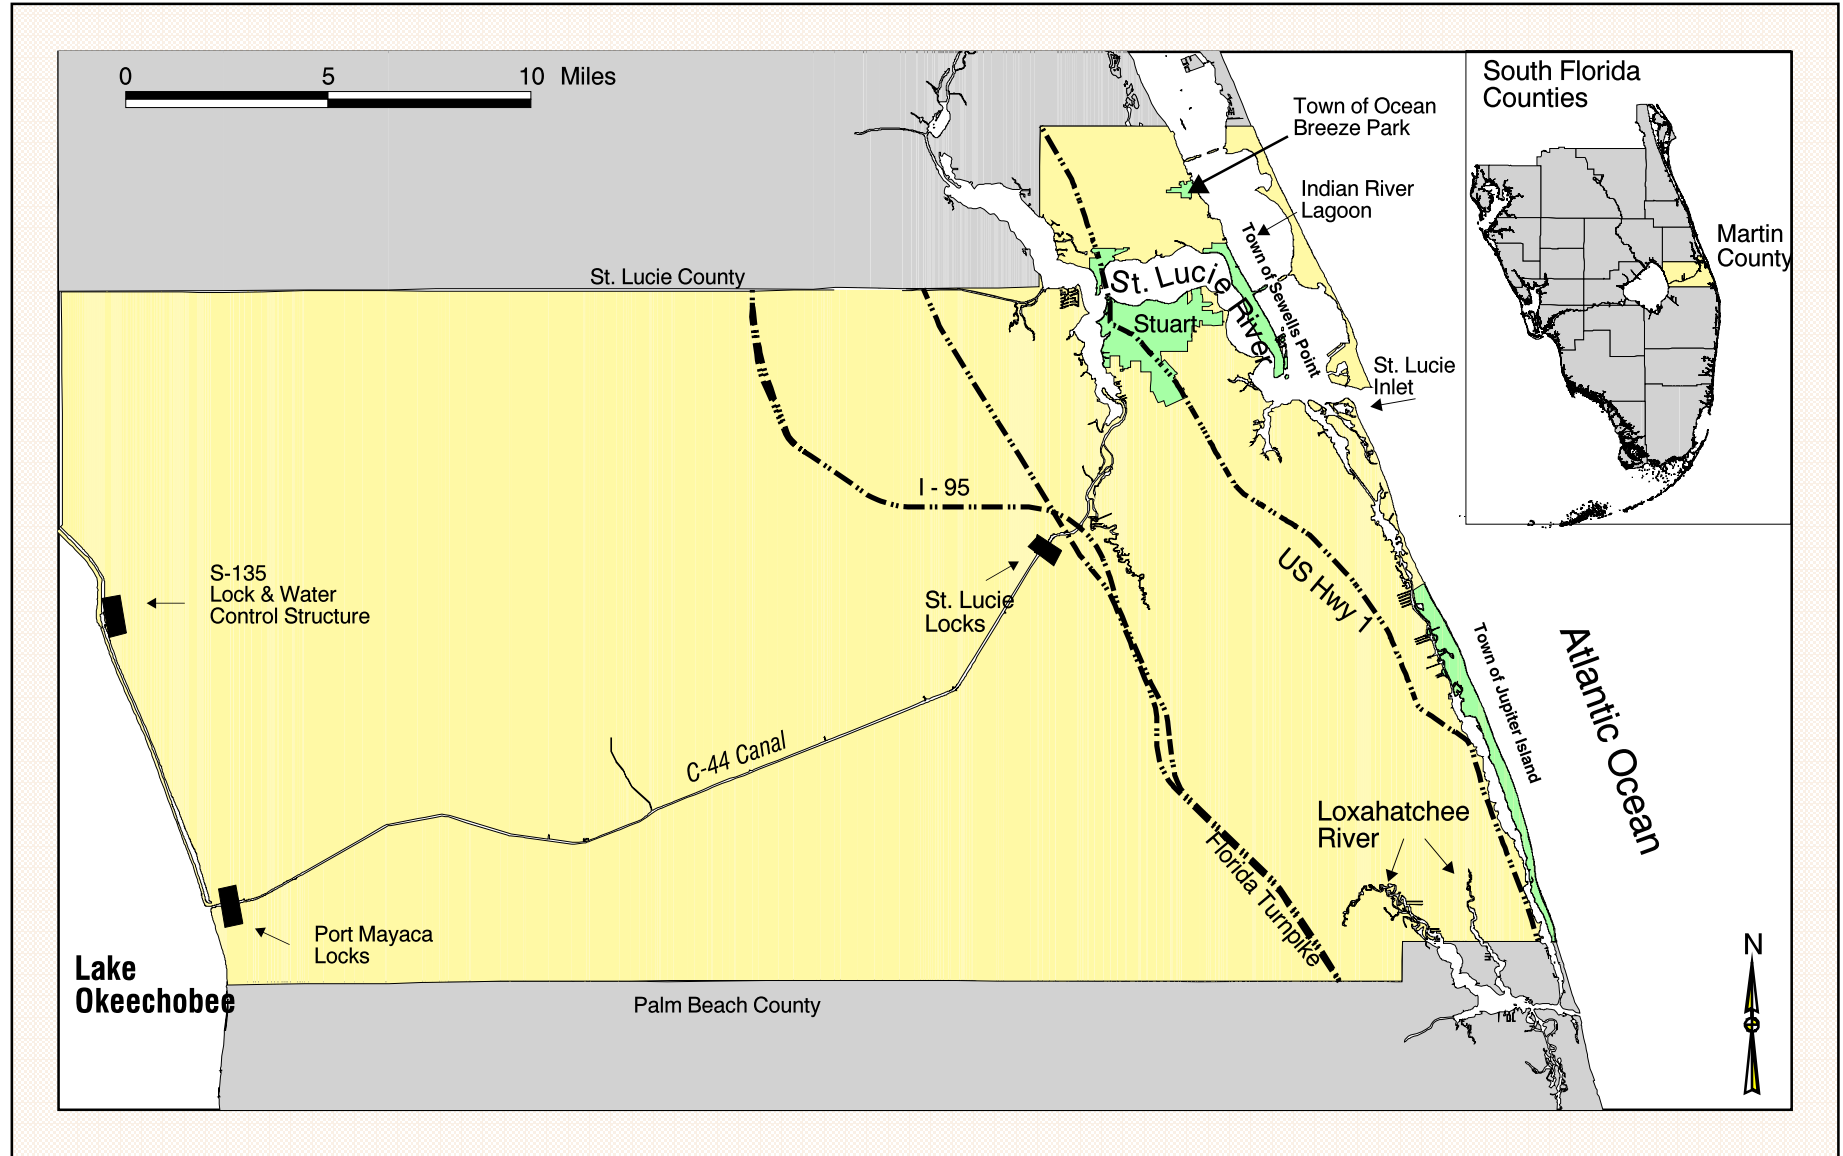 0 5 10 Miles
South Florida
Counties
Town of Ocean
Breeze Park
Indian River
Lagoon
Martin
County
Town of Sewells Point
St. Lucie County
St. Lucie
River
Stuart
St. Lucie
Inlet
I - 95
S-135
Lock & Water
Control Structure
St. Lucie
Locks
US Hwy 1
Town of Jupiter Island
Atlantic Ocean
C-44 Canal
Loxahatchee
River
Florida Turnpike
Port Mayaca
Locks
Lake
Okeechobee
Palm Beach County
N